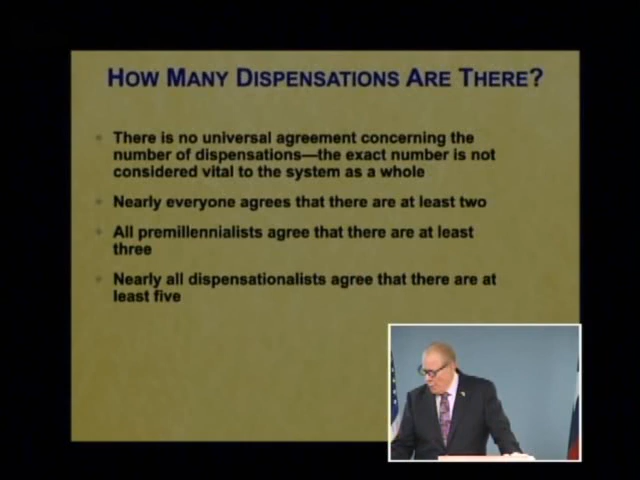 HOW MANY DISPENSATIONS ARE THERE?
There is no universal agreement concerning the
number of dispensations—the exact number is not
considered vital to the system as a whole
Nearly everyone agrees that there are at least two
All premillennialists agree that there are at least
three
Nearly all dispensationalists agree that there are at
least five